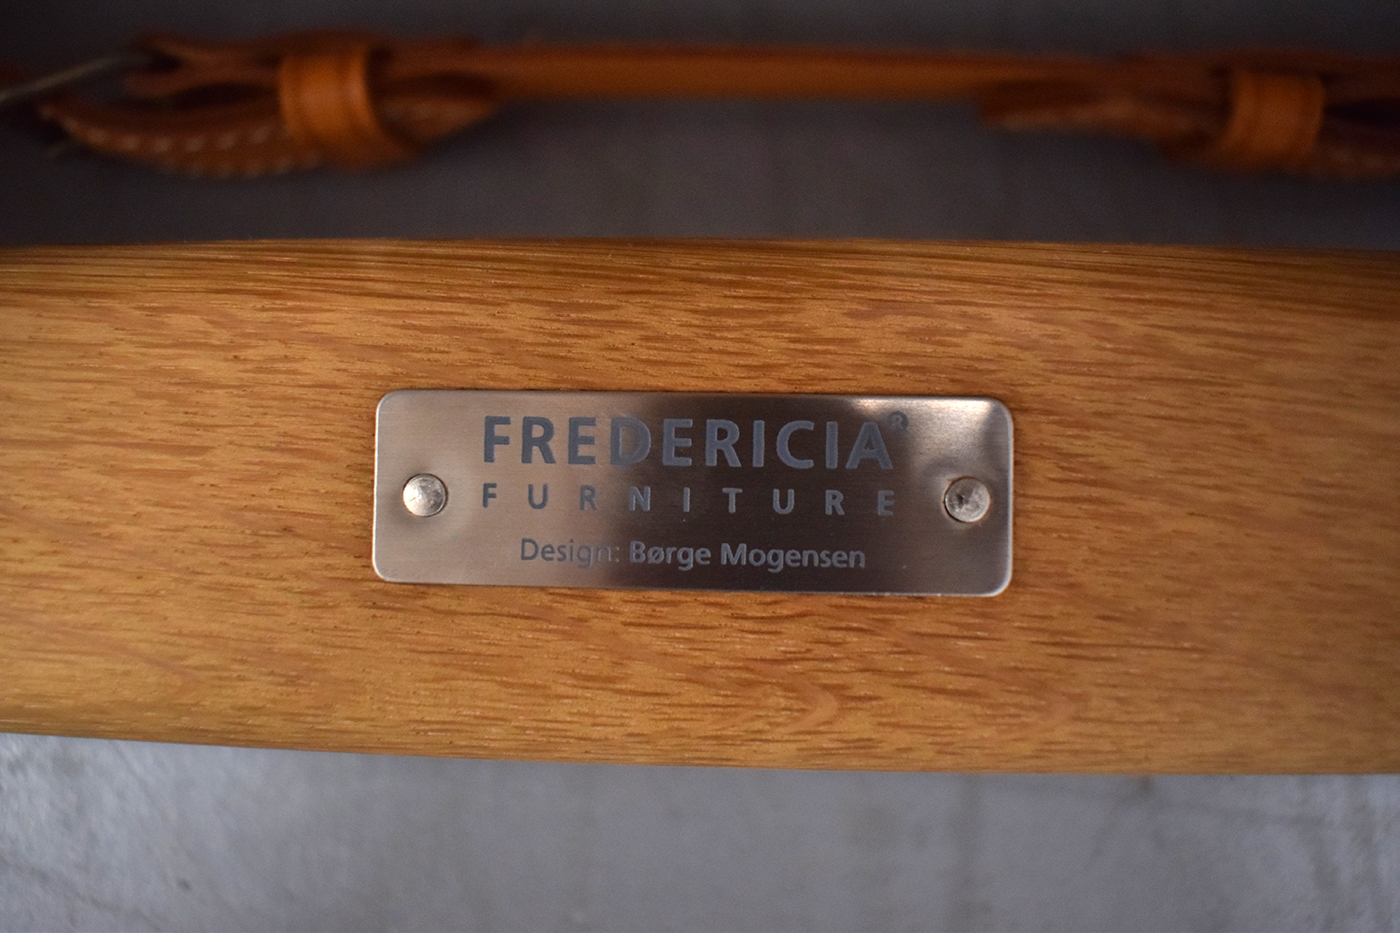 FREDERICIA®
FURNITURE
Design: Børge Mogensen